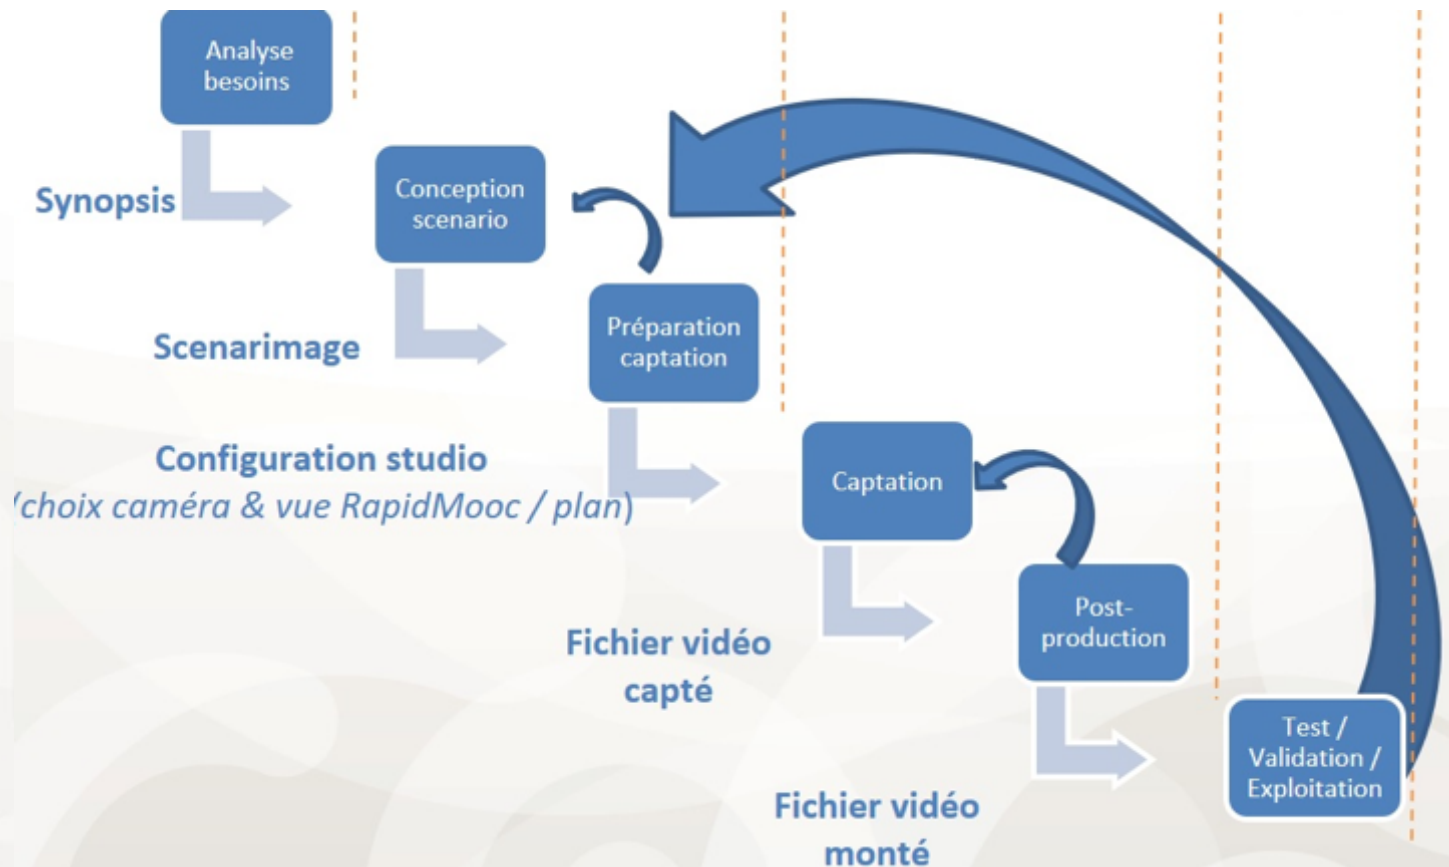 Analyse
besoins
Synopsis
Conception
scenario
Scenarimage
Préparation
captation
Configuration studio
(choix caméra & vue RapidMooc / plan)
Captation
Fichier vidéo
capté
Post-
production
Fichier vidéo
monté
Test /
Validation /
Exploitation